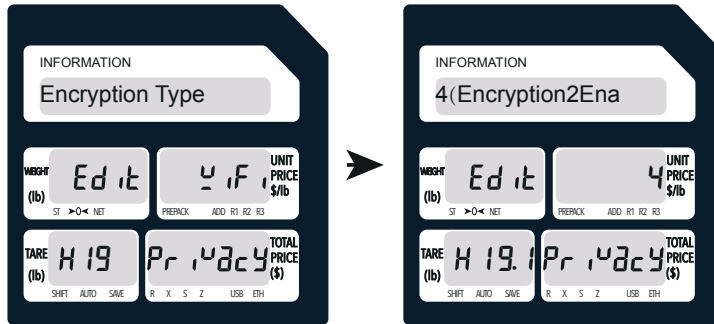 INFORMATION
Encryption Type
WEIGHT (lb)
Edit
ST >0< NET
WiFi
UNIT PRICE $/lb
PREPACK ADD R1 R2 R3
TARE (lb)
H19
SHIFT AUTO SAVE
Privacy
TOTAL PRICE ($)
R X S Z USB ETH
INFORMATION
4(Encryption2Ena
WEIGHT (lb)
Edit
ST >0< NET
4
UNIT PRICE $/lb
PREPACK ADD R1 R2 R3
TARE (lb)
H19.1
SHIFT AUTO SAVE
Privacy
TOTAL PRICE ($)
R X S Z USB ETH